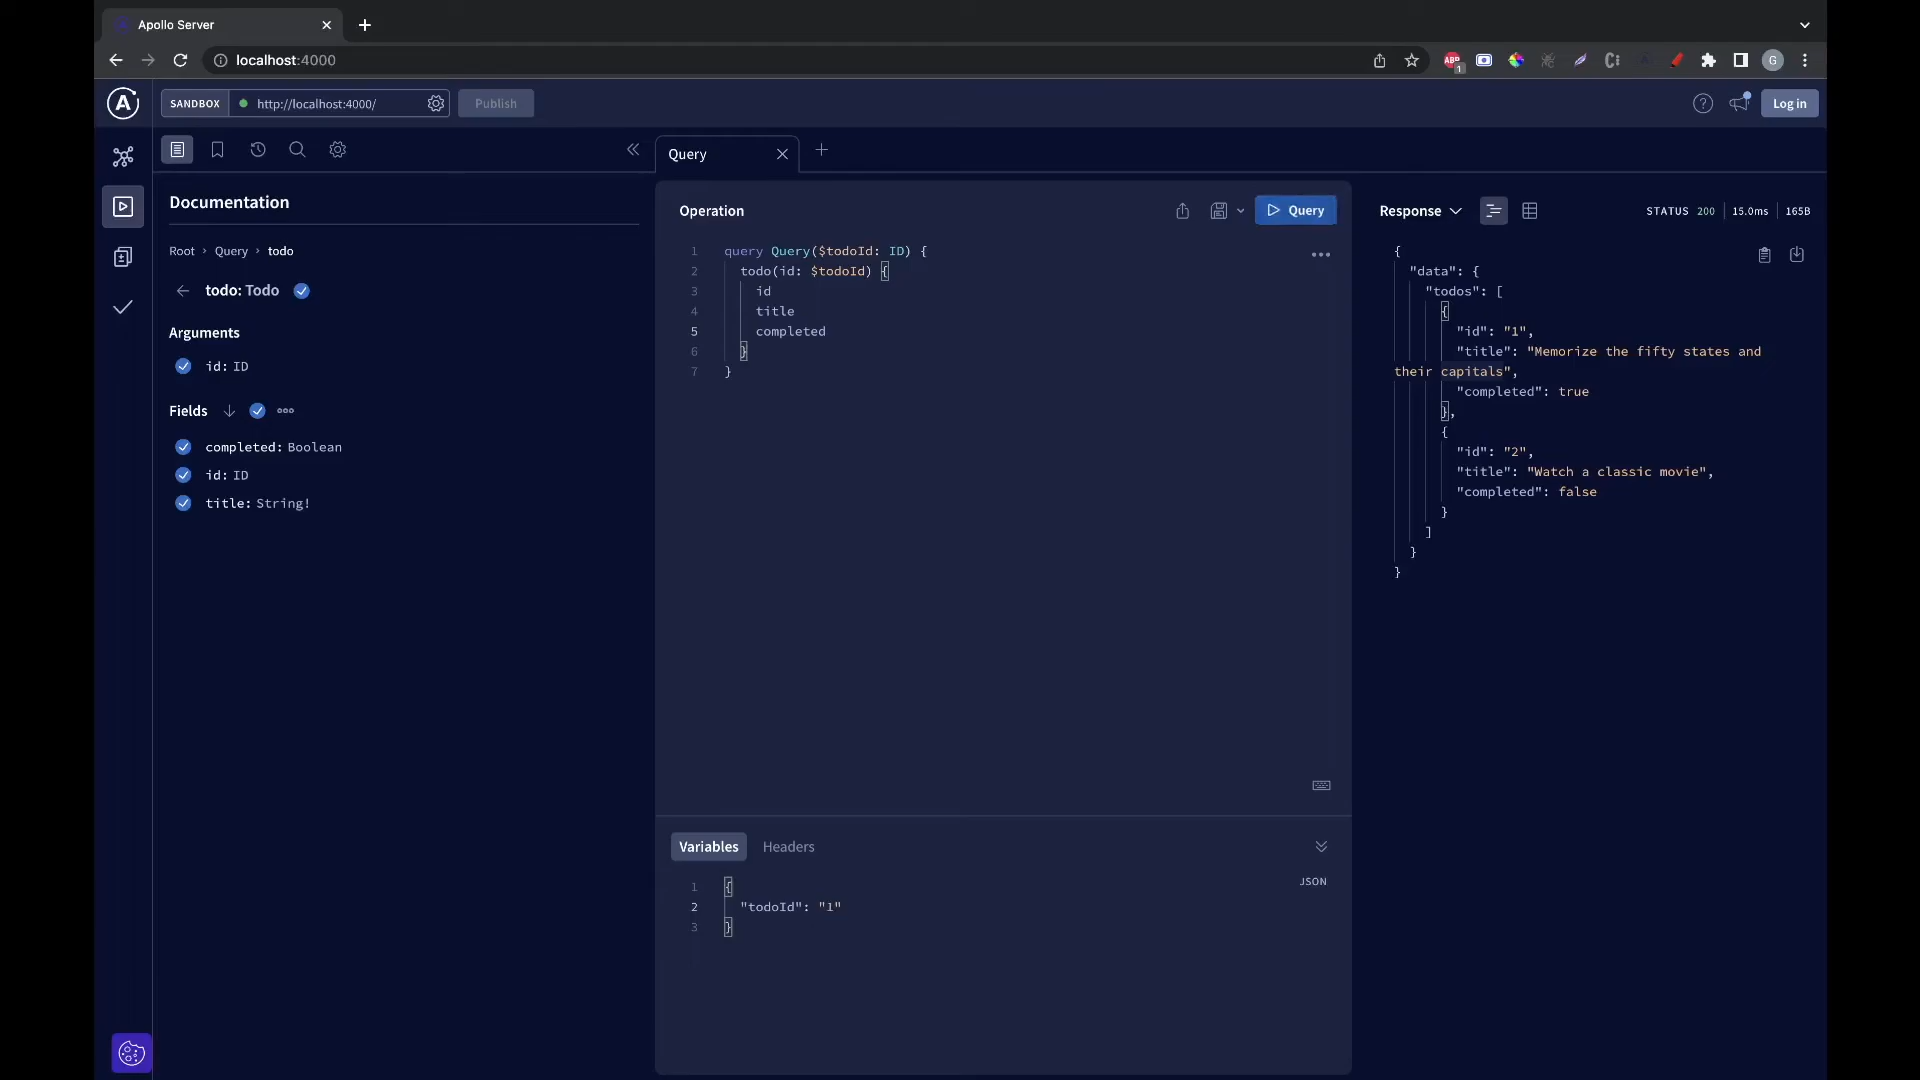 Apollo Server
localhost:4000
ABP
1
G
SANDBOX
http://localhost:4000/
Publish
Log in
Documentation
Root › Query › todo
todo: Todo
Arguments
id: ID
Fields
completed: Boolean
id: ID
title: String!
Query
Operation
Query
1 query Query($todoId: ID) {
2 todo(id: $todoId) {
3 id
4 title
5 completed
6 }
7 }
Variables
Headers
JSON
1 {
2 "todoId": "1"
3 }
Response
STATUS 200
15.0ms
165B
{
"data": {
"todos": [
{
"id": "1",
"title": "Memorize the fifty states and
their capitals",
"completed": true
},
{
"id": "2",
"title": "Watch a classic movie",
"completed": false
}
]
}
}